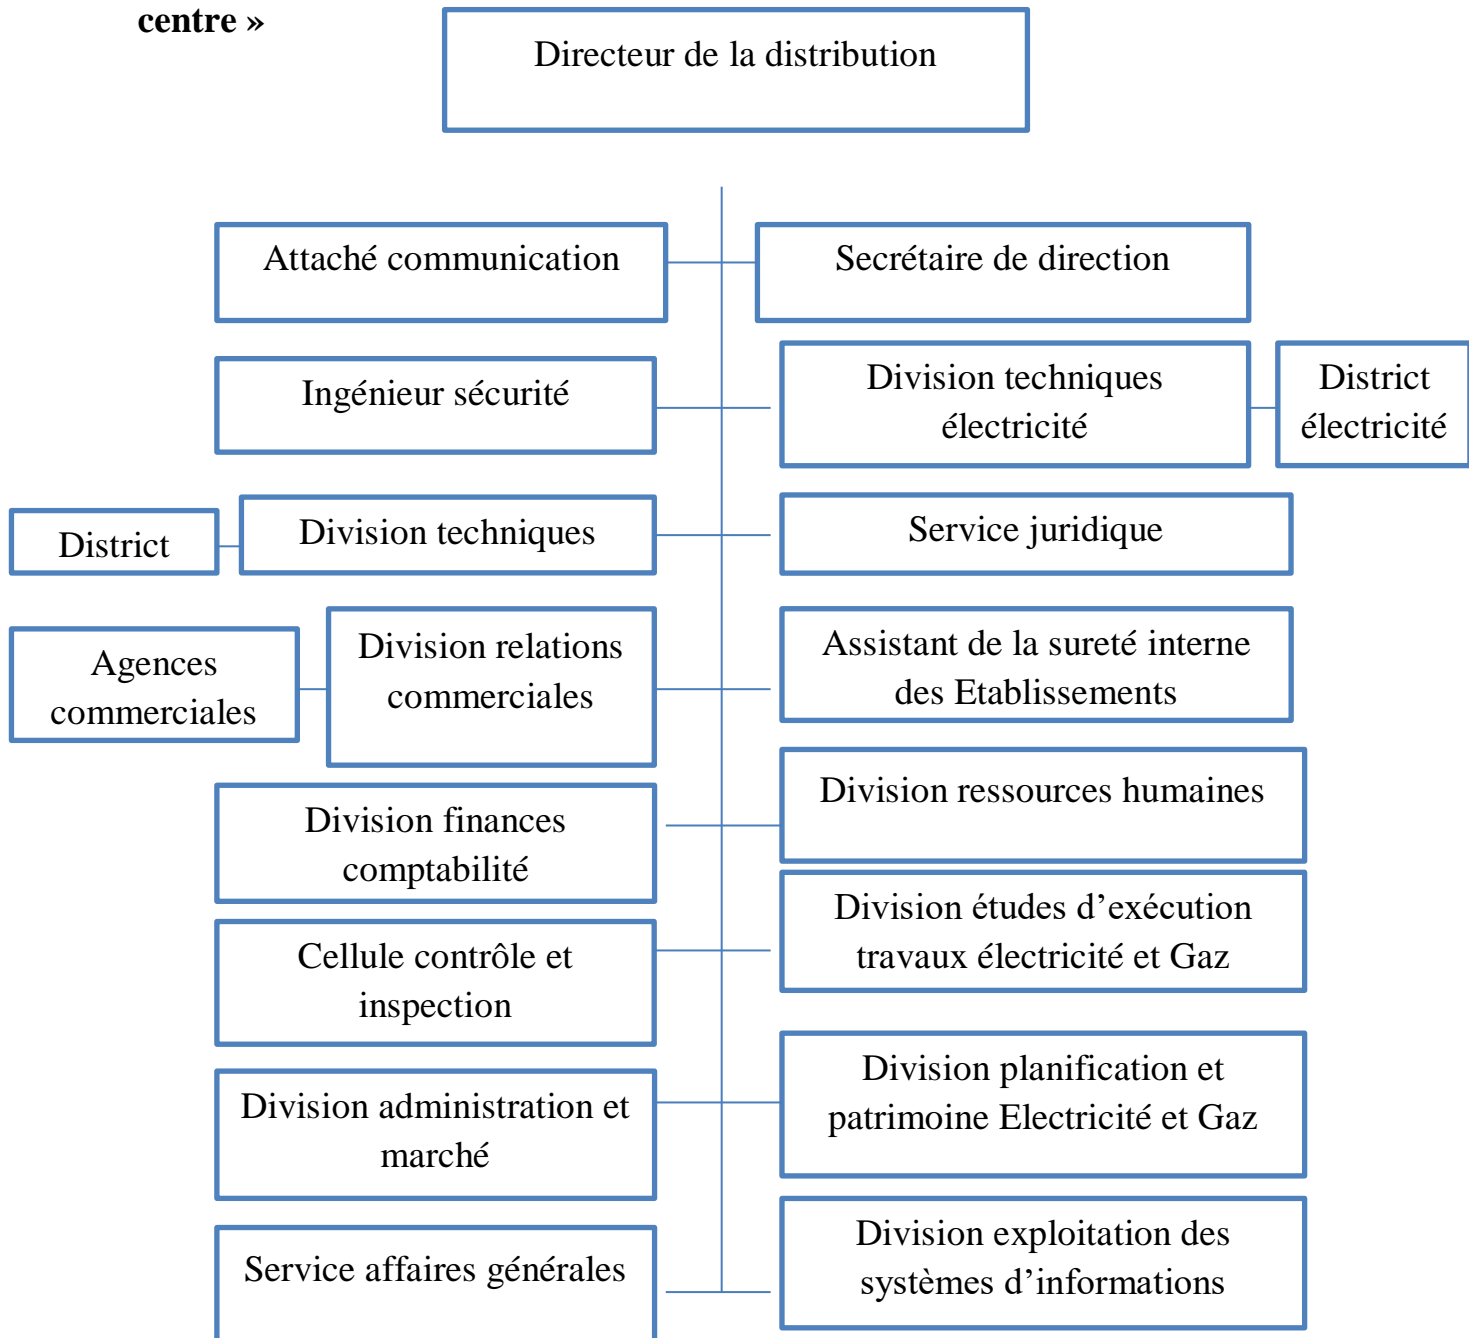 centre »
Directeur de la distribution
Attaché communication
Secrétaire de direction
Ingénieur sécurité
Division techniques
électricité
District
électricité
District
Division techniques
Service juridique
Agences
commerciales
Division relations
commerciales
Assistant de la sureté interne
des Etablissements
Division finances
comptabilité
Division ressources humaines
Cellule contrôle et
inspection
Division études d’exécution
travaux électricité et Gaz
Division administration et
marché
Division planification et
patrimoine Electricité et Gaz
Service affaires générales
Division exploitation des
systèmes d’informations